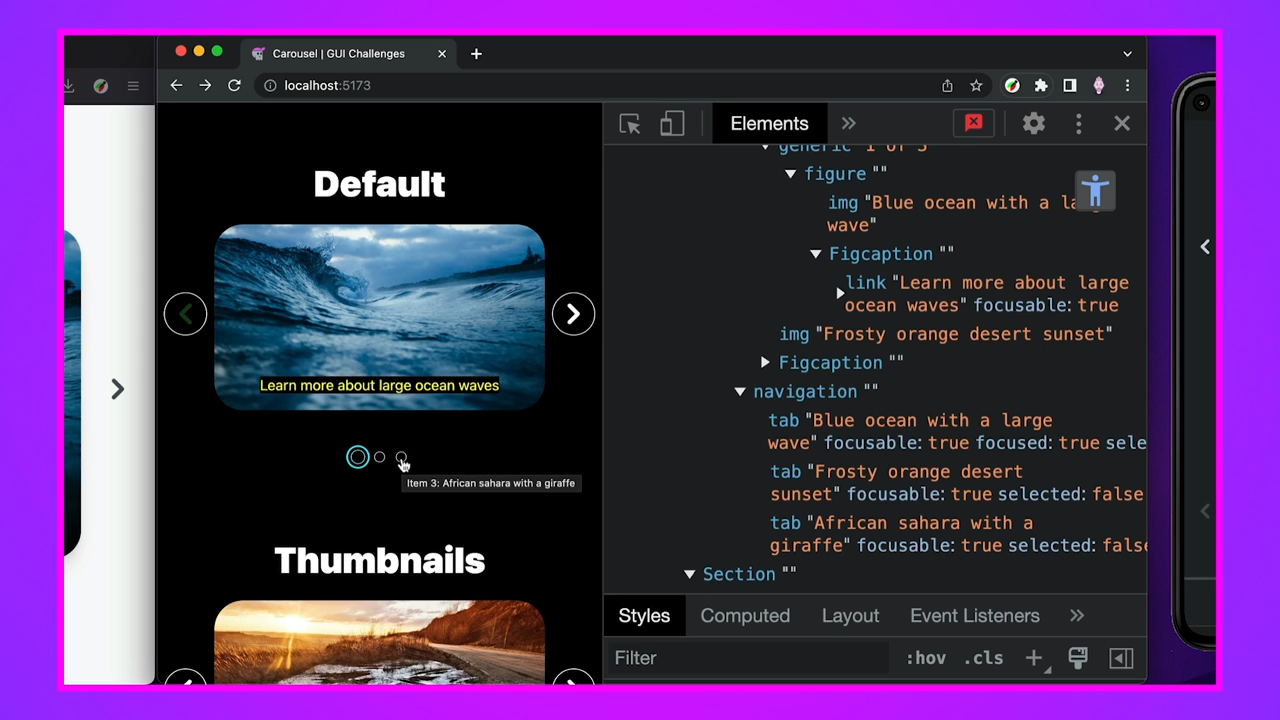 Carousel | GUI Challenges
localhost:5173
Default
Learn more about large ocean waves
Item 3: African sahara with a giraffe
Thumbnails
Elements
generic "1 of 3"
figure ""
img "Blue ocean with a large
wave"
Figcaption ""
link "Learn more about large
ocean waves" focusable: true
img "Frosty orange desert sunset"
Figcaption ""
navigation ""
tab "Blue ocean with a large
wave" focusable: true focused: true sele
tab "Frosty orange desert
sunset" focusable: true selected: false
tab "African sahara with a
giraffe" focusable: true selected: false
Section ""
Styles Computed Layout Event Listeners
Filter
:hov .cls